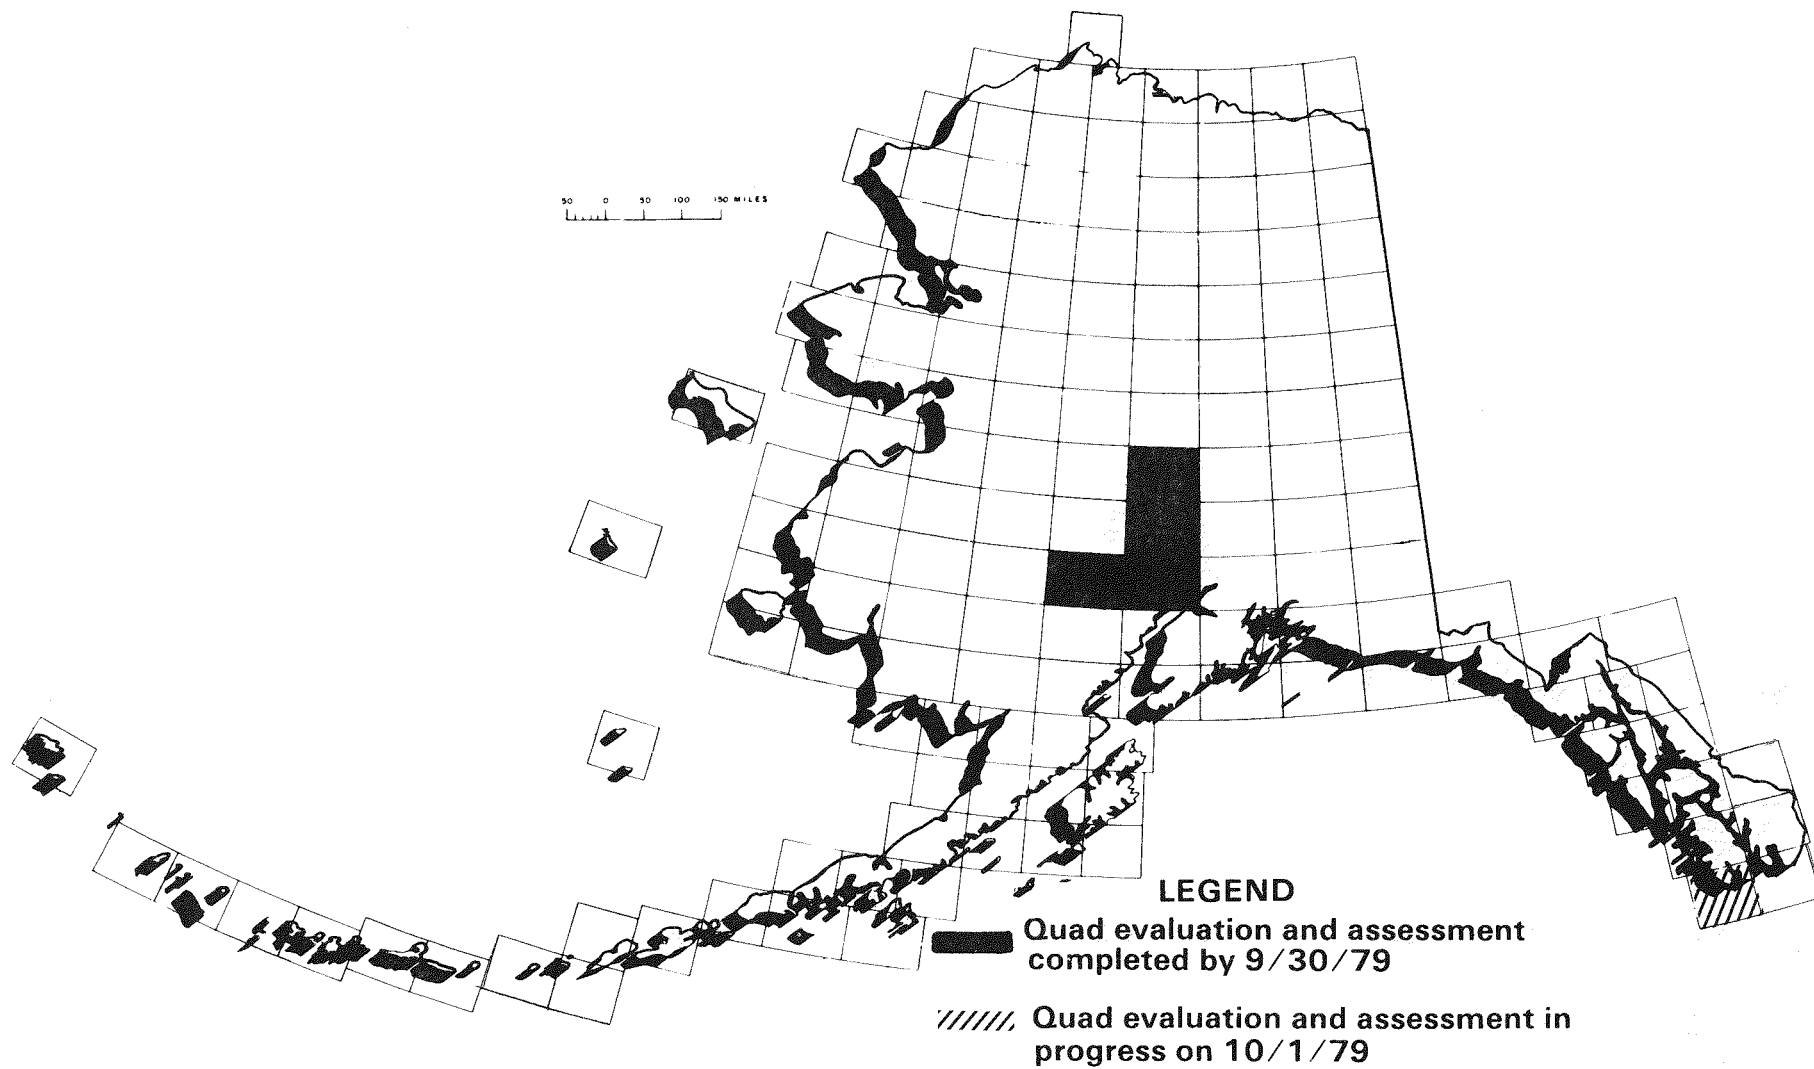 50 0 50 100 150 MILES
LEGEND
Quad evaluation and assessment
completed by 9/30/79
Quad evaluation and assessment in
progress on 10/1/79